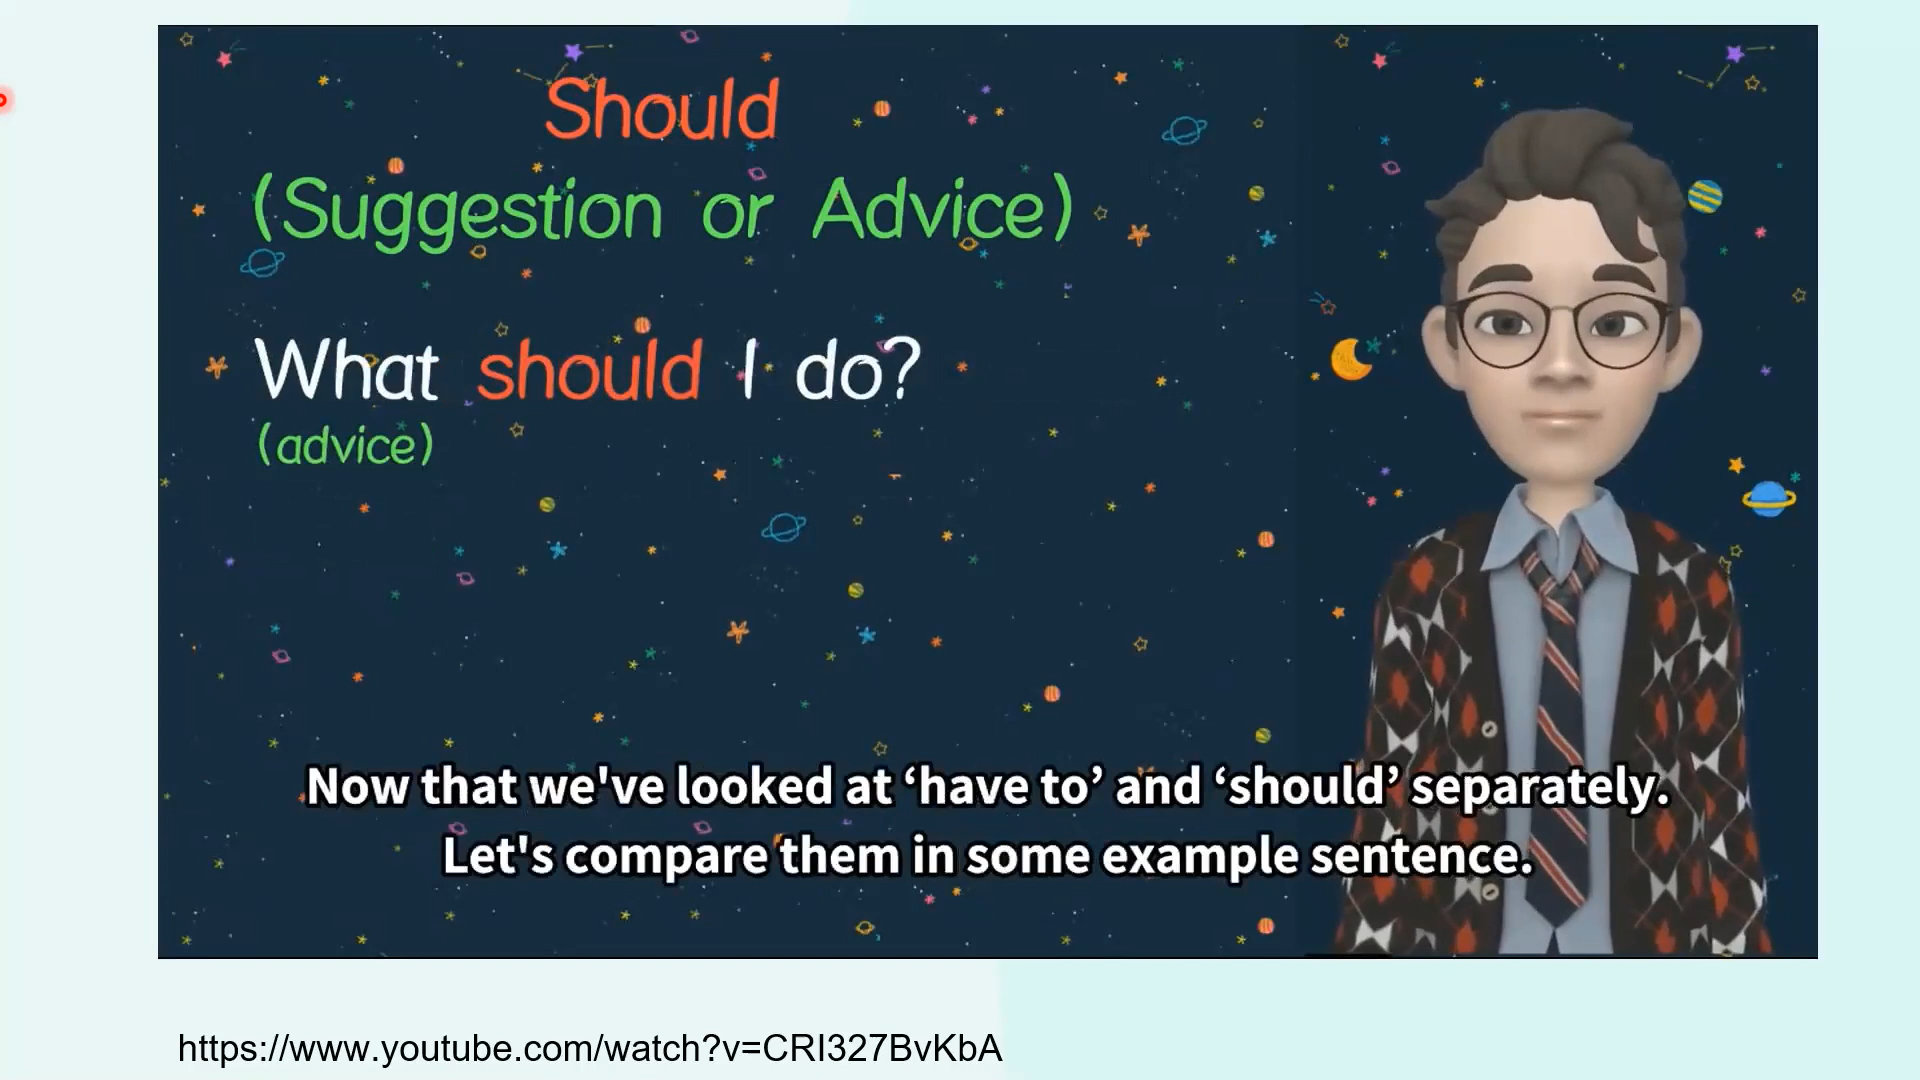 Should
(Suggestion or Advice)
What should I do?
(advice)
Now that we've looked at ‘have to’ and ‘should’ separately.
Let's compare them in some example sentence.
https://www.youtube.com/watch?v=CRI327BvKbA